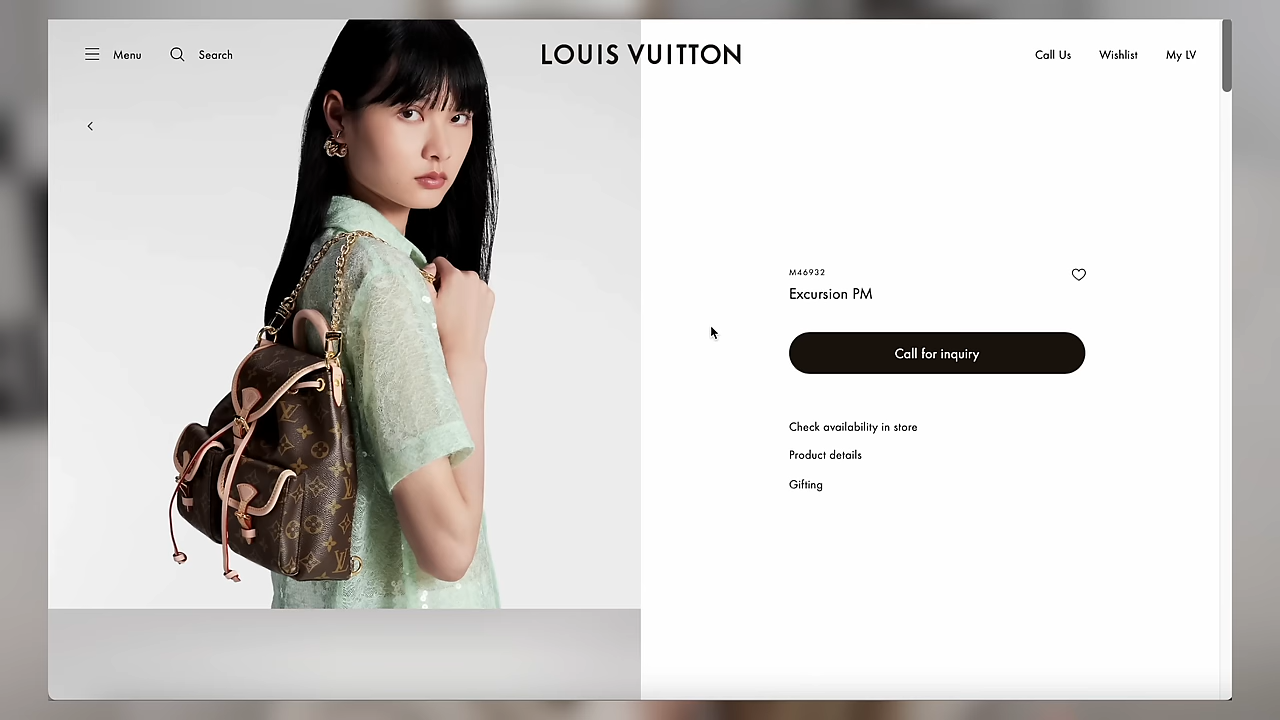 Menu
Search
LOUIS VUITTON
Call Us
Wishlist
My LV
M46932
Excursion PM
Call for inquiry
Check availability in store
Product details
Gifting